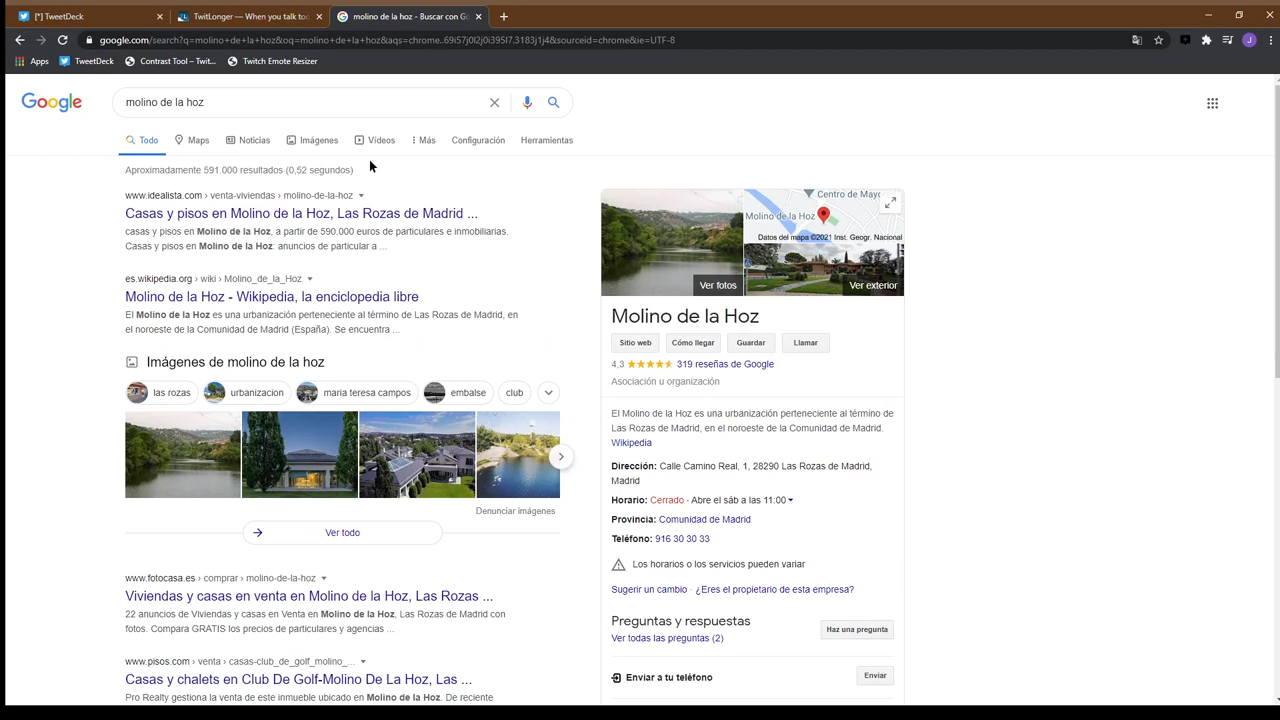 [*] TweetDeck
TwitLonger — When you talk too
molino de la hoz - Buscar con Go
google.com/search?q=molino+de+la+hoz&oq=molino+de+la+hoz&aqs=chrome..69i57j0l2j0i395l7.3183j1j4&sourceid=chrome&ie=UTF-8
J
Apps
TweetDeck
Contrast Tool – Twit...
Twitch Emote Resizer
Google
molino de la hoz
Todo
Maps
Noticias
Imágenes
Vídeos
Más
Configuración
Herramientas
Aproximadamente 591.000 resultados (0,52 segundos)
www.idealista.com › venta-viviendas › molino-de-la-hoz
Casas y pisos en Molino de la Hoz, Las Rozas de Madrid ...
casas y pisos en Molino de la Hoz, a partir de 590.000 euros de particulares e inmobiliarias.
Casas y pisos en Molino de la Hoz: anuncios de particular a ...
es.wikipedia.org › wiki › Molino_de_la_Hoz
Molino de la Hoz - Wikipedia, la enciclopedia libre
El Molino de la Hoz es una urbanización perteneciente al término de Las Rozas de Madrid, en
el noroeste de la Comunidad de Madrid (España). Se encuentra ...
Imágenes de molino de la hoz
las rozas
urbanizacion
maria teresa campos
embalse
club
Denunciar imágenes
Ver todo
www.fotocasa.es › comprar › molino-de-la-hoz
Viviendas y casas en venta en Molino de la Hoz, Las Rozas ...
22 anuncios de Viviendas y casas en Venta en Molino de la Hoz, Las Rozas de Madrid con
fotos. Compara GRATIS los precios de particulares y agencias ...
www.pisos.com › venta › casas-club_de_golf_molino_...
Casas y chalets en Club De Golf-Molino De La Hoz, Las ...
Pro Realty gestiona la venta de este inmueble ubicado en Molino de la Hoz. De reciente
Centro de Mayo
Molino de la Hoz
Datos del mapa ©2021 Inst. Geogr. Nacional
Ver fotos
Ver exterior
Molino de la Hoz
Sitio web
Cómo llegar
Guardar
Llamar
4,3
319 reseñas de Google
Asociación u organización
El Molino de la Hoz es una urbanización perteneciente al término de
Las Rozas de Madrid, en el noroeste de la Comunidad de Madrid.
Wikipedia
Dirección: Calle Camino Real, 1, 28290 Las Rozas de Madrid,
Madrid
Horario: Cerrado · Abre el sáb a las 11:00
Provincia: Comunidad de Madrid
Teléfono: 916 30 30 33
Los horarios o los servicios pueden variar
Sugerir un cambio · ¿Eres el propietario de esta empresa?
Preguntas y respuestas
Ver todas las preguntas (2)
Haz una pregunta
Enviar a tu teléfono
Enviar